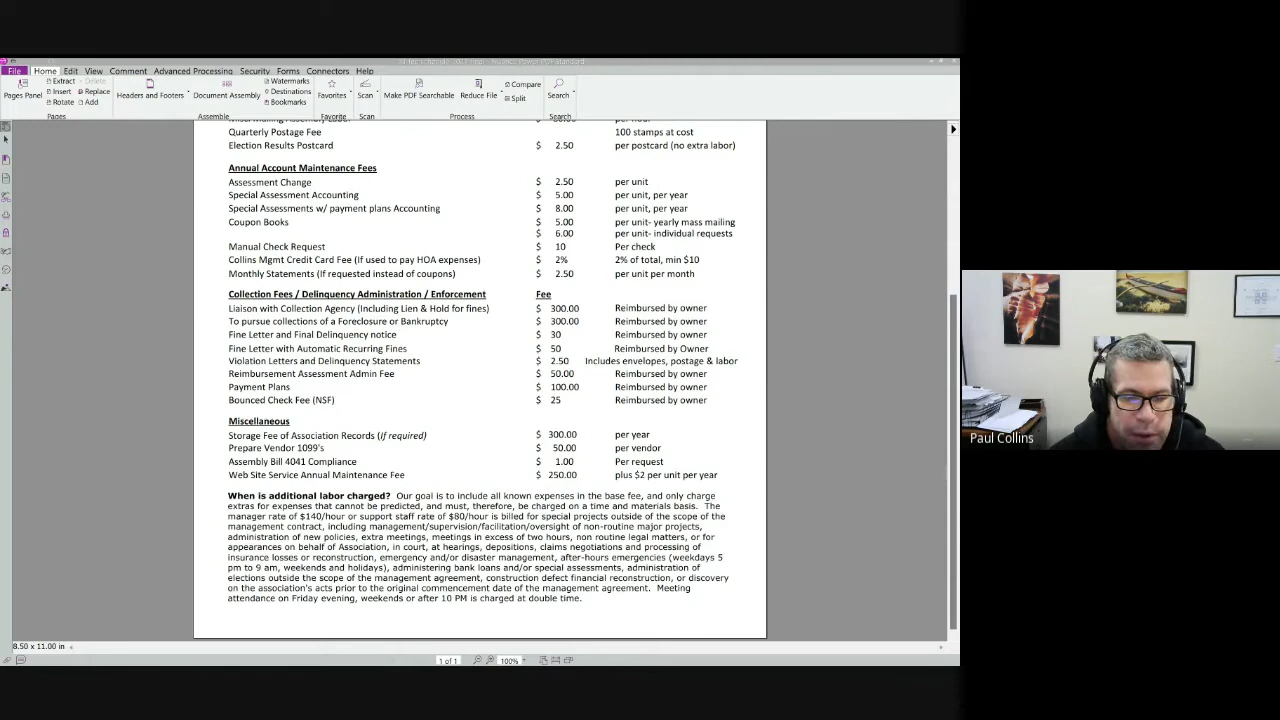 File Home Edit View Comment Advanced Processing Security Forms Connectors Help
Pages Panel Extract Insert Rotate Delete Replace Add
Headers and Footers Document Assembly Watermarks Destinations Bookmarks
Favorites Scan Make PDF Searchable Reduce File Compare Split Search
Pages Assemble Favorite Scan Process Search
Quarterly Postage Fee 100 stamps at cost
Election Results Postcard $ 2.50 per postcard (no extra labor)
Annual Account Maintenance Fees
Assessment Change $ 2.50 per unit
Special Assessment Accounting $ 5.00 per unit, per year
Special Assessments w/ payment plans Accounting $ 8.00 per unit, per year
Coupon Books $ 5.00 per unit- yearly mass mailing
$ 6.00 per unit- individual requests
Manual Check Request $ 10 Per check
Collins Mgmt Credit Card Fee (If used to pay HOA expenses) $ 2% 2% of total, min $10
Monthly Statements (If requested instead of coupons) $ 2.50 per unit per month
Collection Fees / Delinquency Administration / Enforcement Fee
Liaison with Collection Agency (Including Lien & Hold for fines) $ 300.00 Reimbursed by owner
To pursue collections of a Foreclosure or Bankruptcy $ 300.00 Reimbursed by owner
Fine Letter and Final Delinquency notice $ 30 Reimbursed by owner
Fine Letter with Automatic Recurring Fines $ 50 Reimbursed by Owner
Violation Letters and Delinquency Statements $ 2.50 Includes envelopes, postage & labor
Reimbursement Assessment Admin Fee $ 50.00 Reimbursed by owner
Payment Plans $ 100.00 Reimbursed by owner
Bounced Check Fee (NSF) $ 25 Reimbursed by owner
Miscellaneous
Storage Fee of Association Records (If required) $ 300.00 per year
Prepare Vendor 1099's $ 50.00 per vendor
Assembly Bill 4041 Compliance $ 1.00 Per request
Web Site Service Annual Maintenance Fee $ 250.00 plus $2 per unit per year
When is additional labor charged? Our goal is to include all known expenses in the base fee, and only charge
extras for expenses that cannot be predicted, and must, therefore, be charged on a time and materials basis. The
manager rate of $140/hour or support staff rate of $80/hour is billed for special projects outside of the scope of the
management contract, including management/supervision/facilitation/oversight of non-routine major projects,
administration of new policies, extra meetings, meetings in excess of two hours, non routine legal matters, or for
appearances on behalf of Association, in court, at hearings, depositions, claims negotiations and processing of
insurance losses or reconstruction, emergency and/or disaster management, after-hours emergencies (weekdays 5
pm to 9 am, weekends and holidays), administering bank loans and/or special assessments, administration of
elections outside the scope of the management agreement, construction defect financial reconstruction, or discovery
on the association's acts prior to the original commencement date of the management agreement. Meeting
attendance on Friday evening, weekends or after 10 PM is charged at double time.
8.50 x 11.00 in
1 of 1 100%
Paul Collins